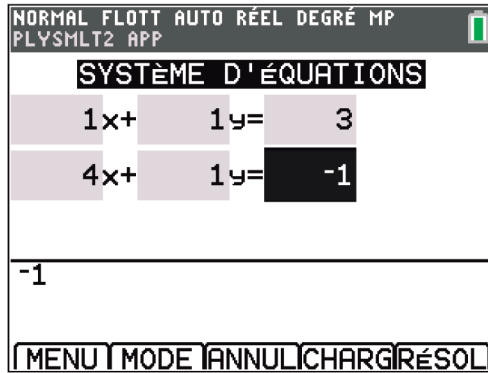 NORMAL FLOTT AUTO RÉEL DEGRÉ MP
PLYSMLT2 APP
SYSTÈME D'ÉQUATIONS
1x+ 1y= 3
4x+ 1y= -1
-1
MENU MODE ANNUL CHARG RÉSOL